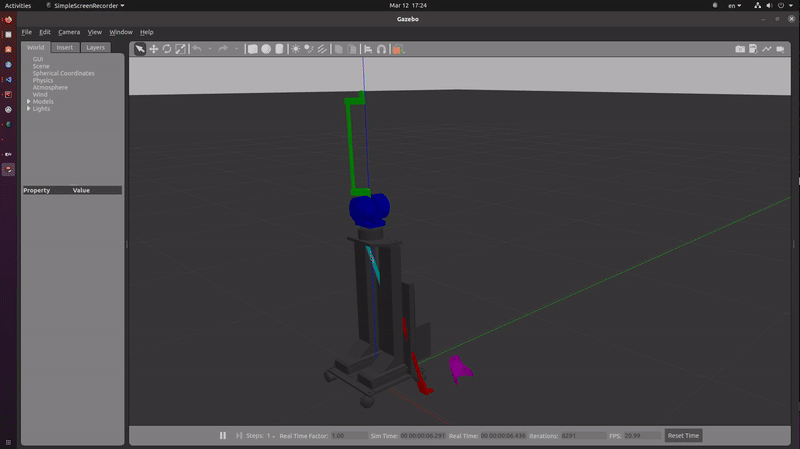 Activities SimpleScreenRecorder Mar 12 17:24 en
Gazebo
File Edit Camera View Window Help
World Insert Layers
GUI
Scene
Spherical Coordinates
Physics
Atmosphere
Wind
Models
Lights
Property Value
Steps: 1 Real Time Factor: 1.00 Sim Time: 00 00:00:06.291 Real Time: 00 00:00:06.436 Iterations: 6291 FPS: 20.99 Reset Time